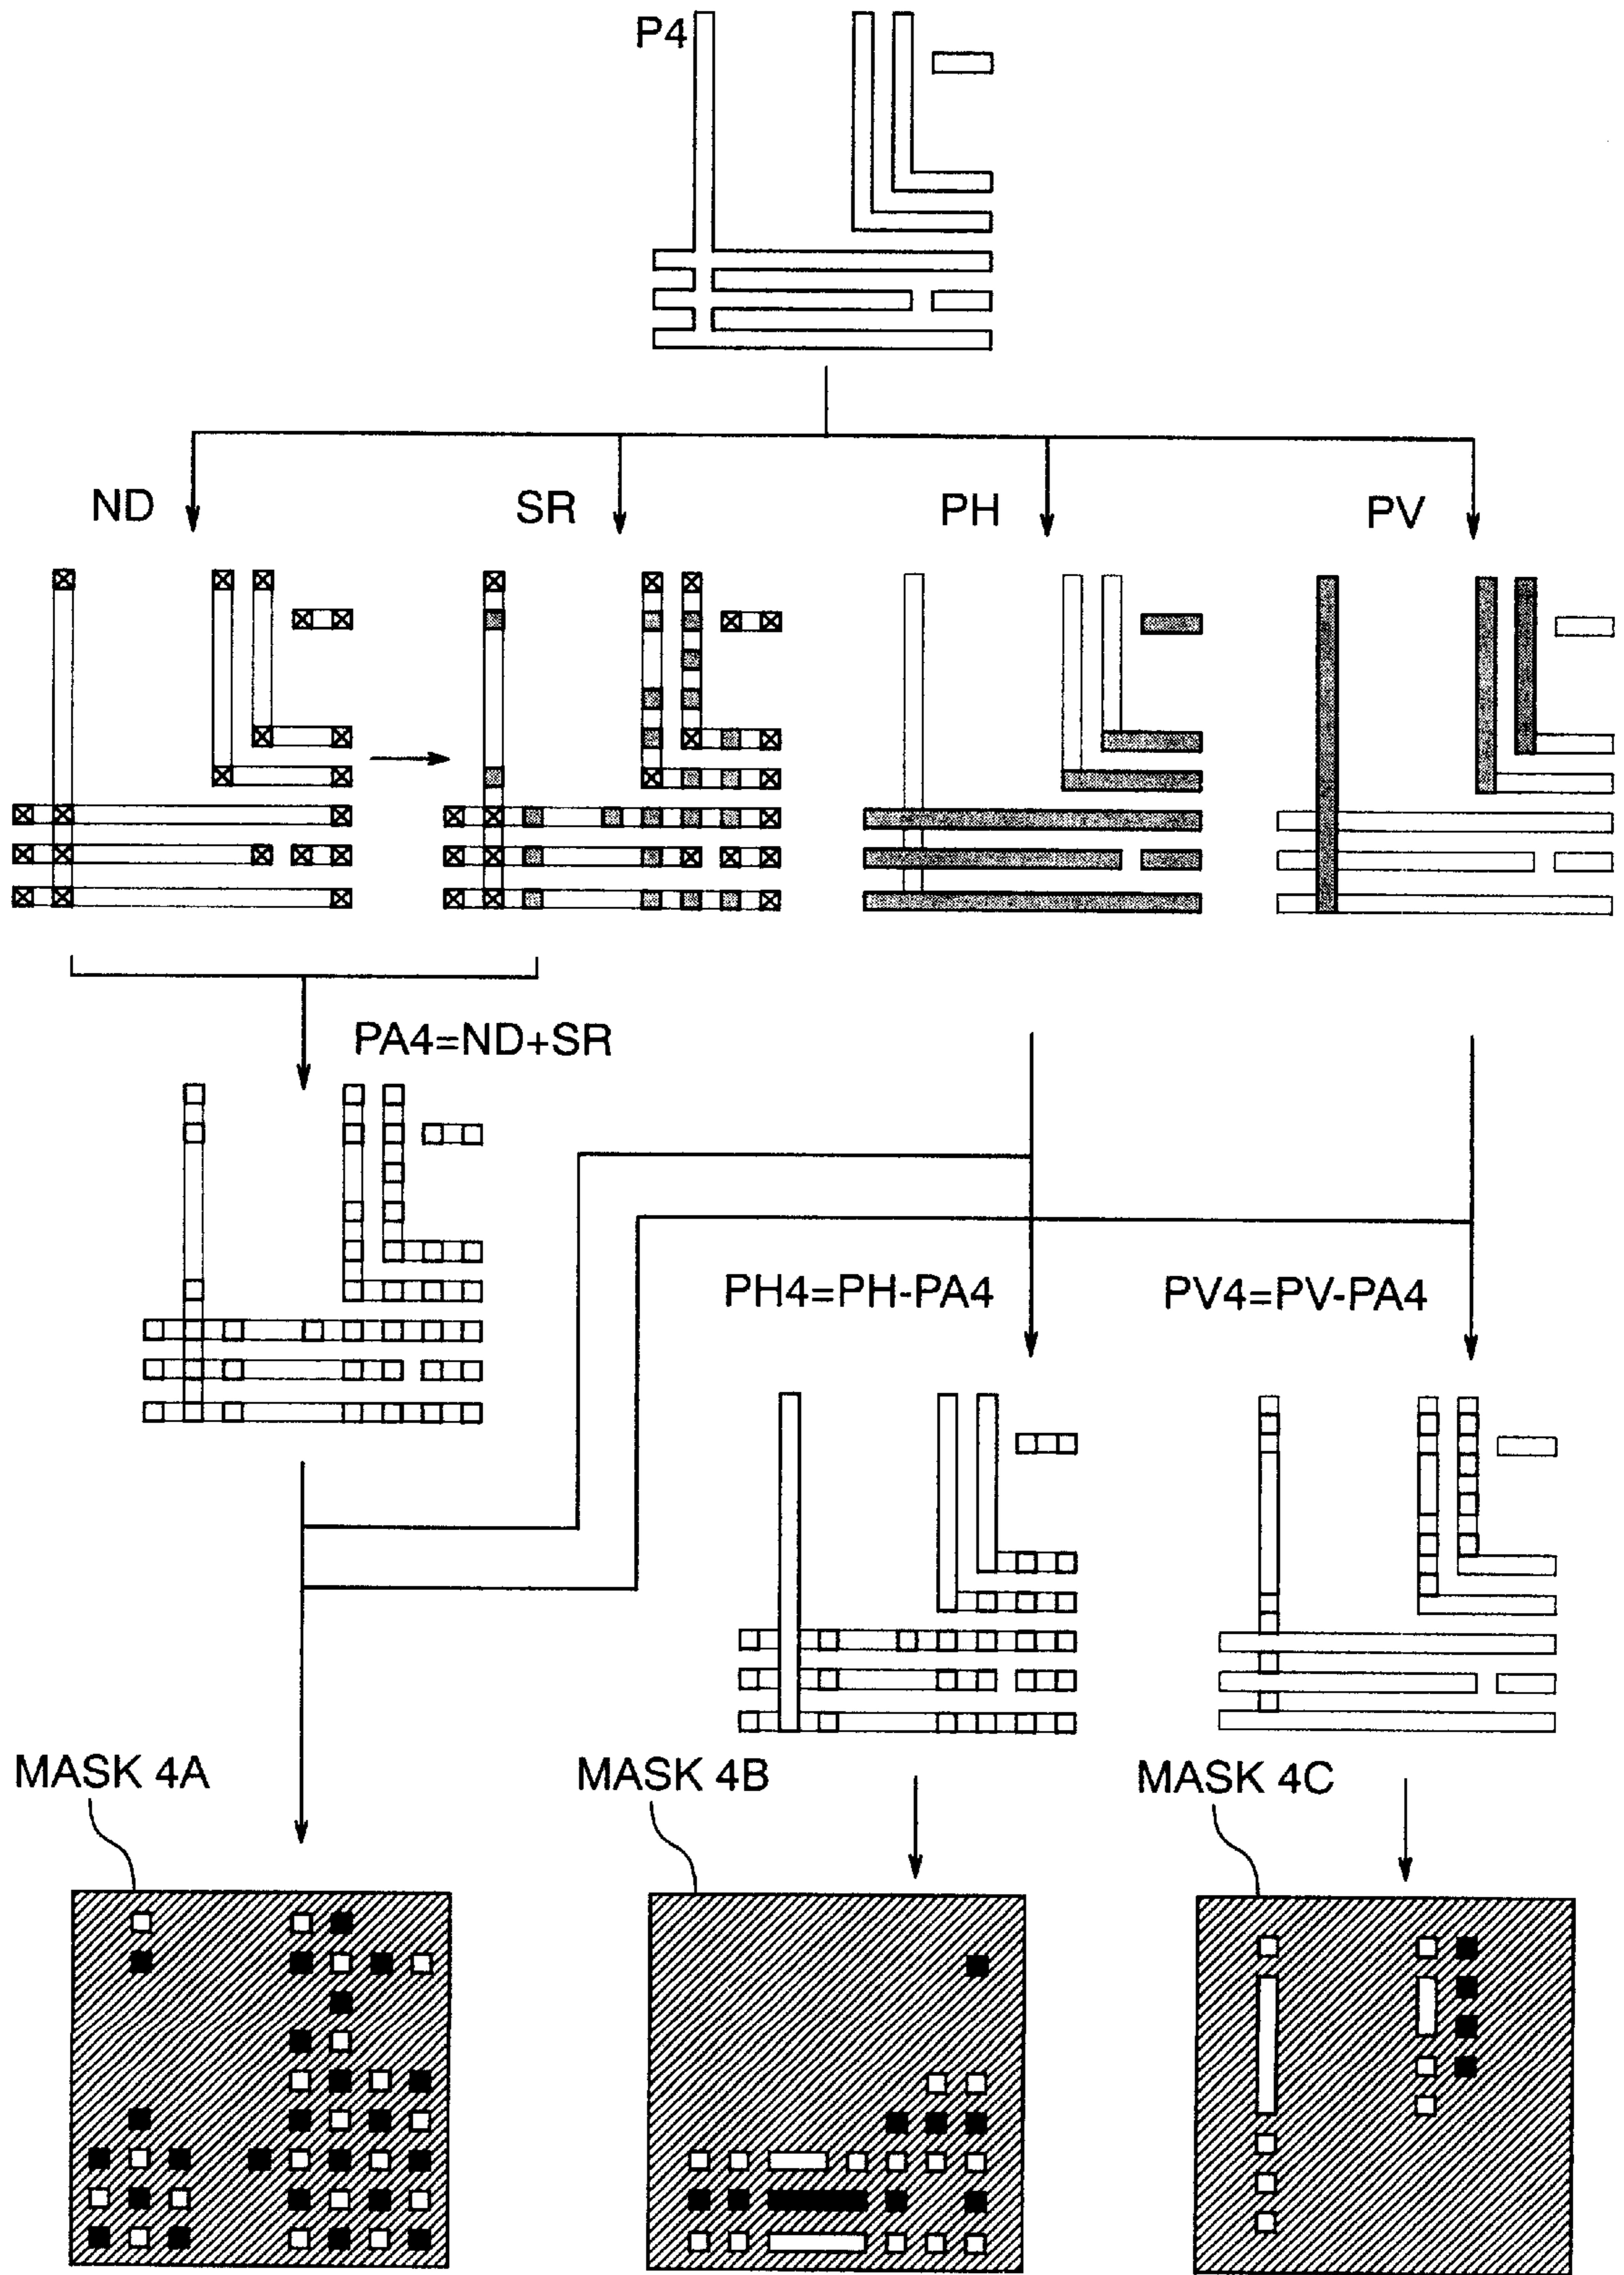 P4
ND
SR
PH
PV
PA4=ND+SR
PH4=PH-PA4
PV4=PV-PA4
MASK 4A
MASK 4B
MASK 4C